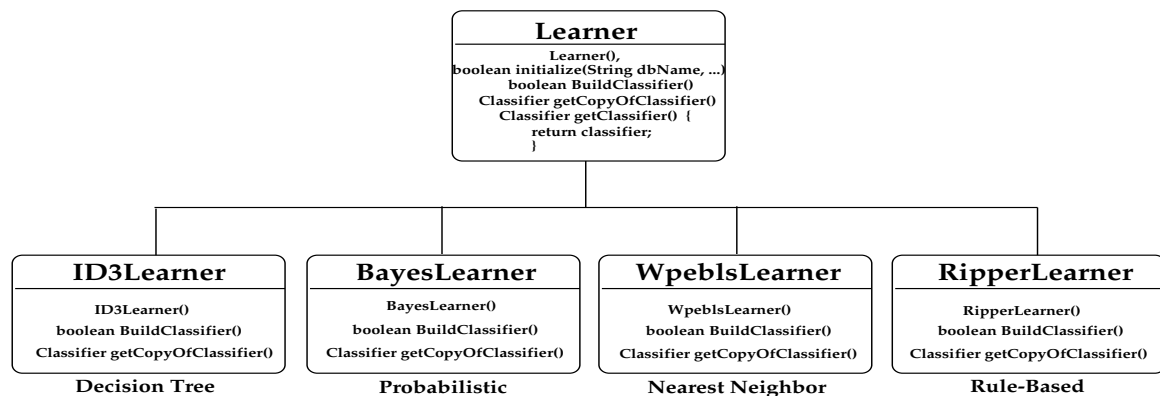 Learner
Learner(),
boolean initialize(String dbName, ...)
boolean BuildClassifier()
Classifier getCopyOfClassifier()
Classifier getClassifier() {
return classifier;
}
ID3Learner
ID3Learner()
boolean BuildClassifier()
Classifier getCopyOfClassifier()
Decision Tree
BayesLearner
BayesLearner()
boolean BuildClassifier()
Classifier getCopyOfClassifier()
Probabilistic
WpeblsLearner
WpeblsLearner()
boolean BuildClassifier()
Classifier getCopyOfClassifier()
Nearest Neighbor
RipperLearner
RipperLearner()
boolean BuildClassifier()
Classifier getCopyOfClassifier()
Rule-Based